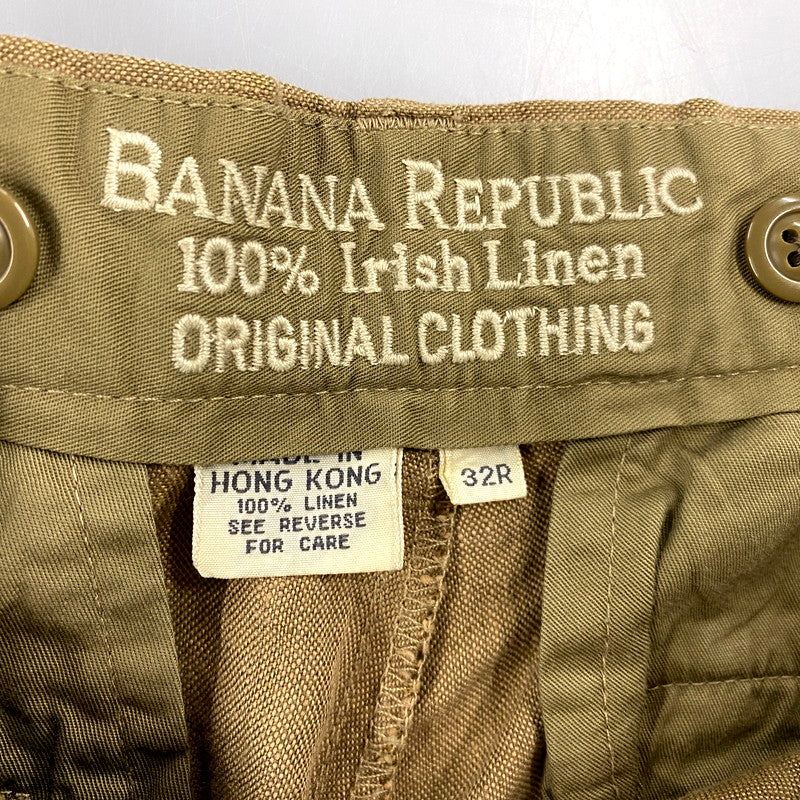 BANANA REPUBLIC
100% Irish Linen
ORIGINAL CLOTHING
MADE IN
HONG KONG
100% LINEN
SEE REVERSE
FOR CARE
32R